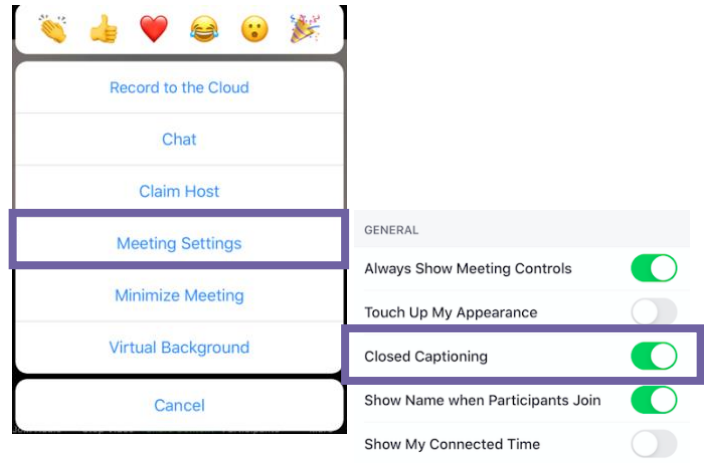 Record to the Cloud
Chat
Claim Host
Meeting Settings
Minimize Meeting
Virtual Background
Cancel
GENERAL
Always Show Meeting Controls
Touch Up My Appearance
Closed Captioning
Show Name when Participants Join
Show My Connected Time